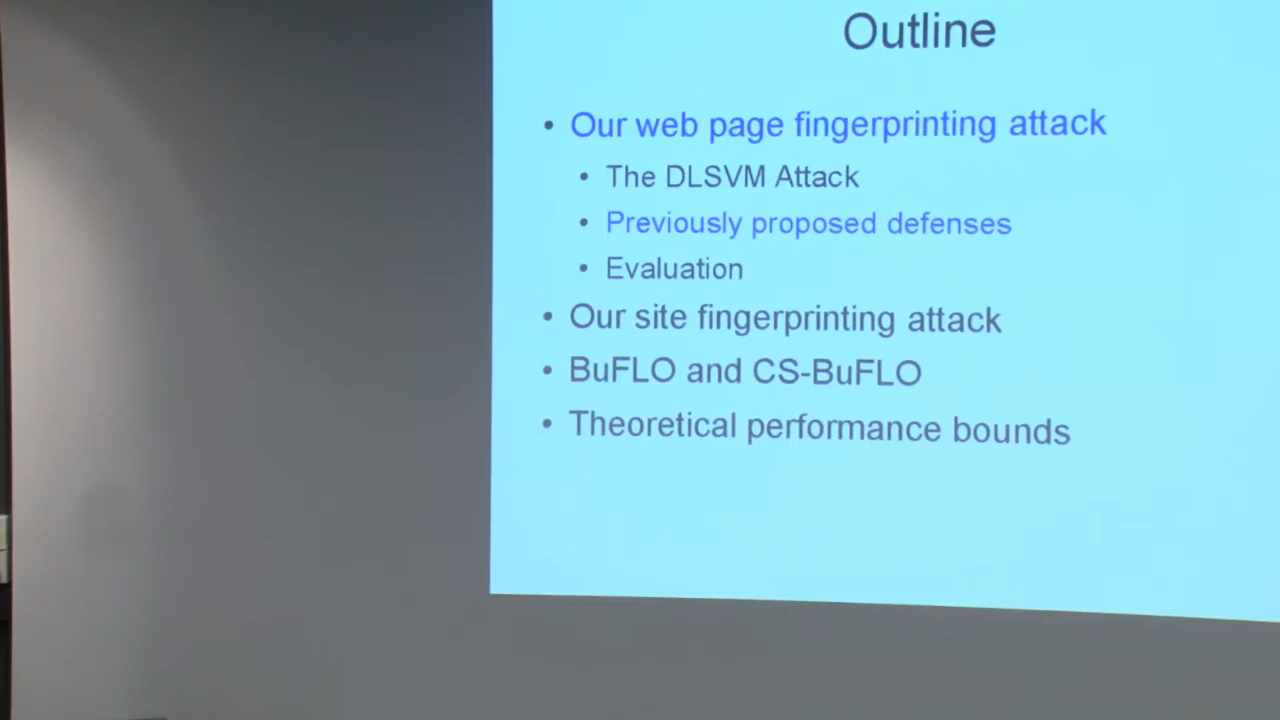 Outline
• Our web page fingerprinting attack
• The DLSVM Attack
• Previously proposed defenses
• Evaluation
• Our site fingerprinting attack
• BuFLO and CS-BuFLO
• Theoretical performance bounds